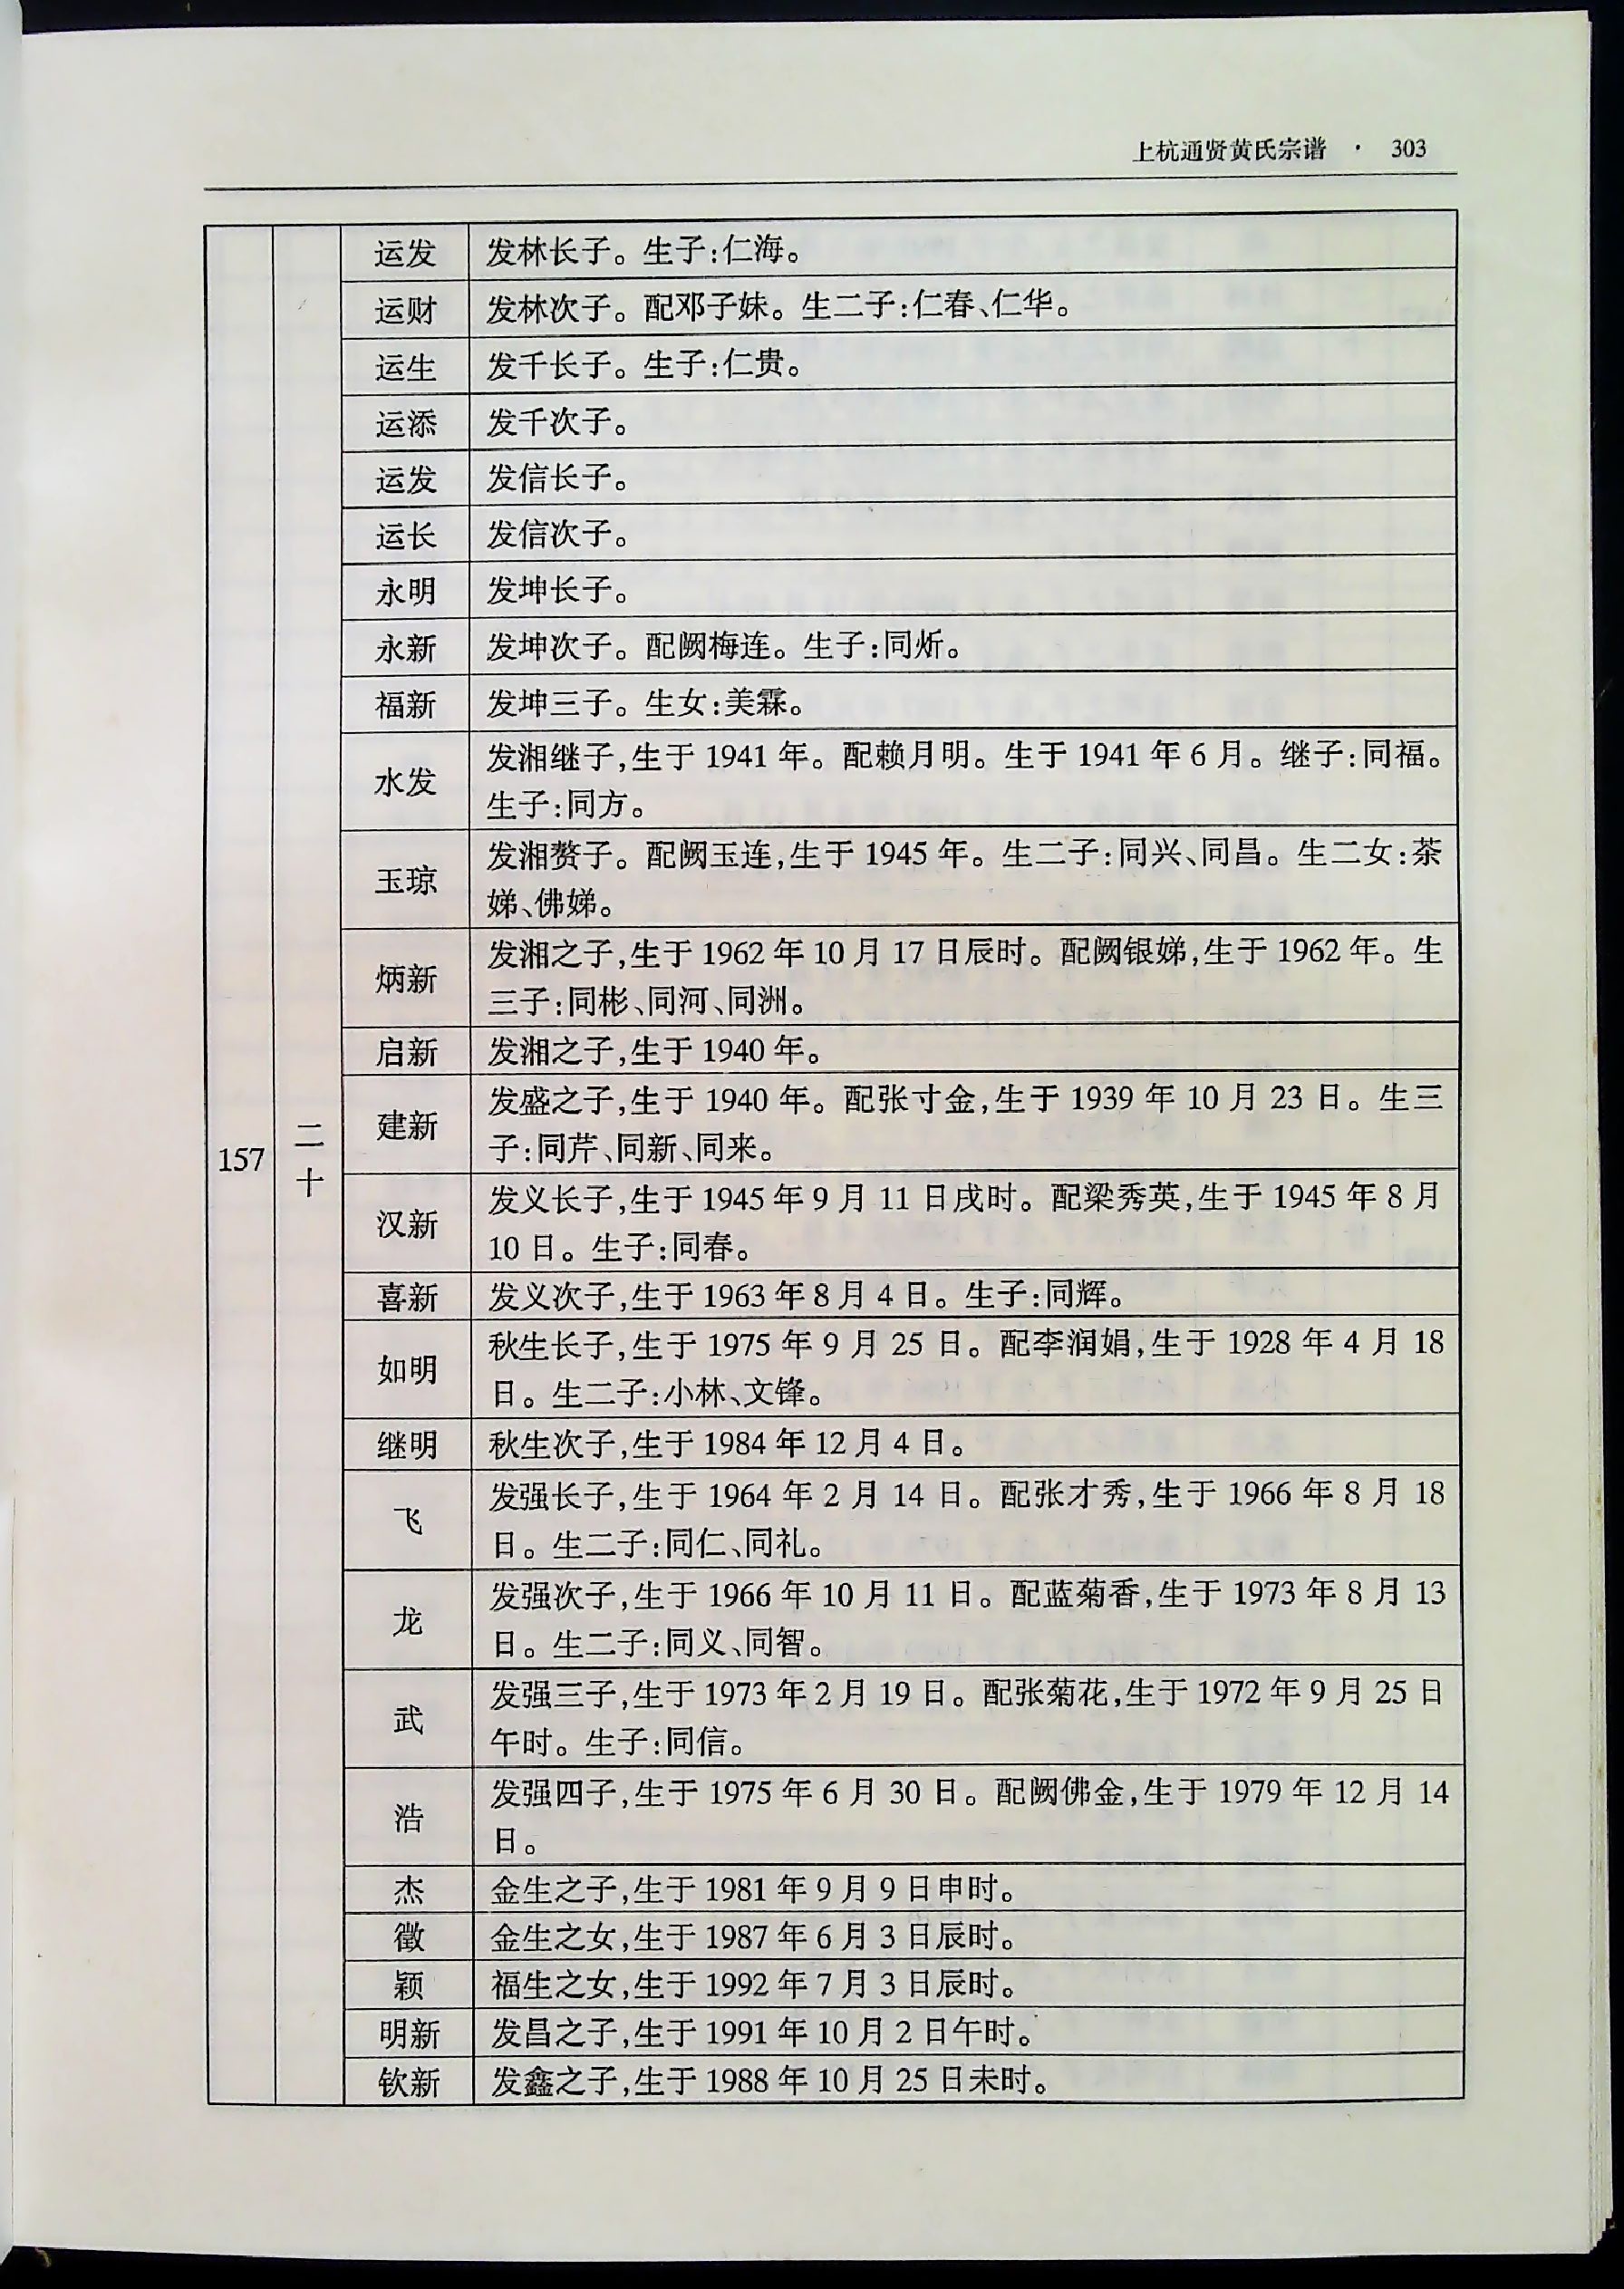 上杭通贤黄氏宗谱 · 303
157
二十
运发 发林长子。生子:仁海。
运财 发林次子。配邓子妹。生二子:仁春、仁华。
运生 发千长子。生子:仁贵。
运添 发千次子。
运发 发信长子。
运长 发信次子。
永明 发坤长子。
永新 发坤次子。配阙梅连。生子:同炘。
福新 发坤三子。生女:美霖。
水发 发湘继子,生于 1941 年。配赖月明。生于 1941 年 6 月。继子:同福。
生子:同方。
玉琼 发湘赘子。配阙玉连,生于 1945 年。生二子:同兴、同昌。生二女:茶
娣、佛娣。
炳新 发湘之子,生于 1962 年 10 月 17 日辰时。配阙银娣,生于 1962 年。生
三子:同彬、同河、同洲。
启新 发湘之子,生于 1940 年。
建新 发盛之子,生于 1940 年。配张寸金,生于 1939 年 10 月 23 日。生三
子:同芹、同新、同来。
汉新 发义长子,生于 1945 年 9 月 11 日戌时。配梁秀英,生于 1945 年 8 月
10 日。生子:同春。
喜新 发义次子,生于 1963 年 8 月 4 日。生子:同辉。
如明 秋生长子,生于 1975 年 9 月 25 日。配李润娟,生于 1928 年 4 月 18
日。生二子:小林、文锋。
继明 秋生次子,生于 1984 年 12 月 4 日。
飞 发强长子,生于 1964 年 2 月 14 日。配张才秀,生于 1966 年 8 月 18
日。生二子:同仁、同礼。
龙 发强次子,生于 1966 年 10 月 11 日。配蓝菊香,生于 1973 年 8 月 13
日。生二子:同义、同智。
武 发强三子,生于 1973 年 2 月 19 日。配张菊花,生于 1972 年 9 月 25 日
午时。生子:同信。
浩 发强四子,生于 1975 年 6 月 30 日。配阙佛金,生于 1979 年 12 月 14
日。
杰 金生之子,生于 1981 年 9 月 9 日申时。
徵 金生之女,生于 1987 年 6 月 3 日辰时。
颖 福生之女,生于 1992 年 7 月 3 日辰时。
明新 发昌之子,生于 1991 年 10 月 2 日午时。
钦新 发鑫之子,生于 1988 年 10 月 25 日未时。